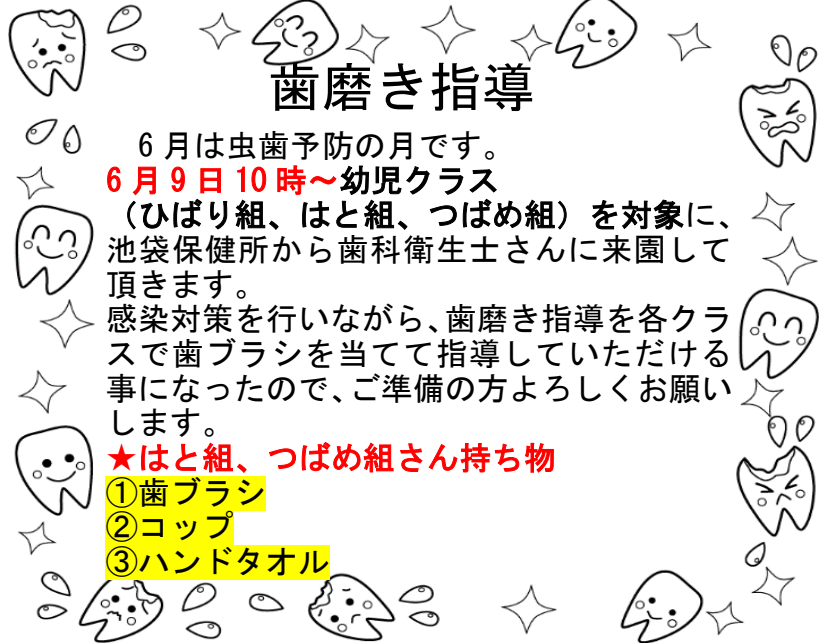 歯磨き指導
６月は虫歯予防の月です。
６月９日10時～幼児クラス
（ひばり組、はと組、つばめ組）を対象に、
池袋保健所から歯科衛生士さんに来園して
頂きます。
感染対策を行いながら、歯磨き指導を各クラ
スで歯ブラシを当てて指導していただける
事になったので、ご準備の方よろしくお願い
します。
★はと組、つばめ組さん持ち物
①歯ブラシ
②コップ
③ハンドタオル